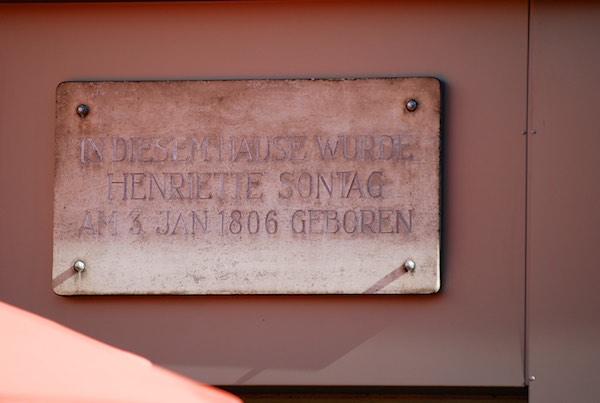 IN DIESEM HAUSE WURDE
HENRIETTE SONTAG
AM 3. JAN 1806 GEBOREN